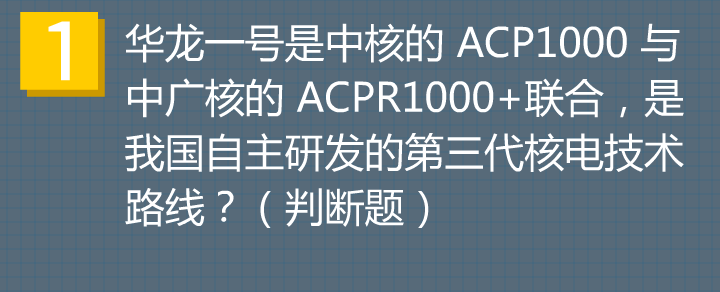 1
华龙一号是中核的 ACP1000 与
中广核的 ACPR1000+联合，是
我国自主研发的第三代核电技术
路线？（判断题）